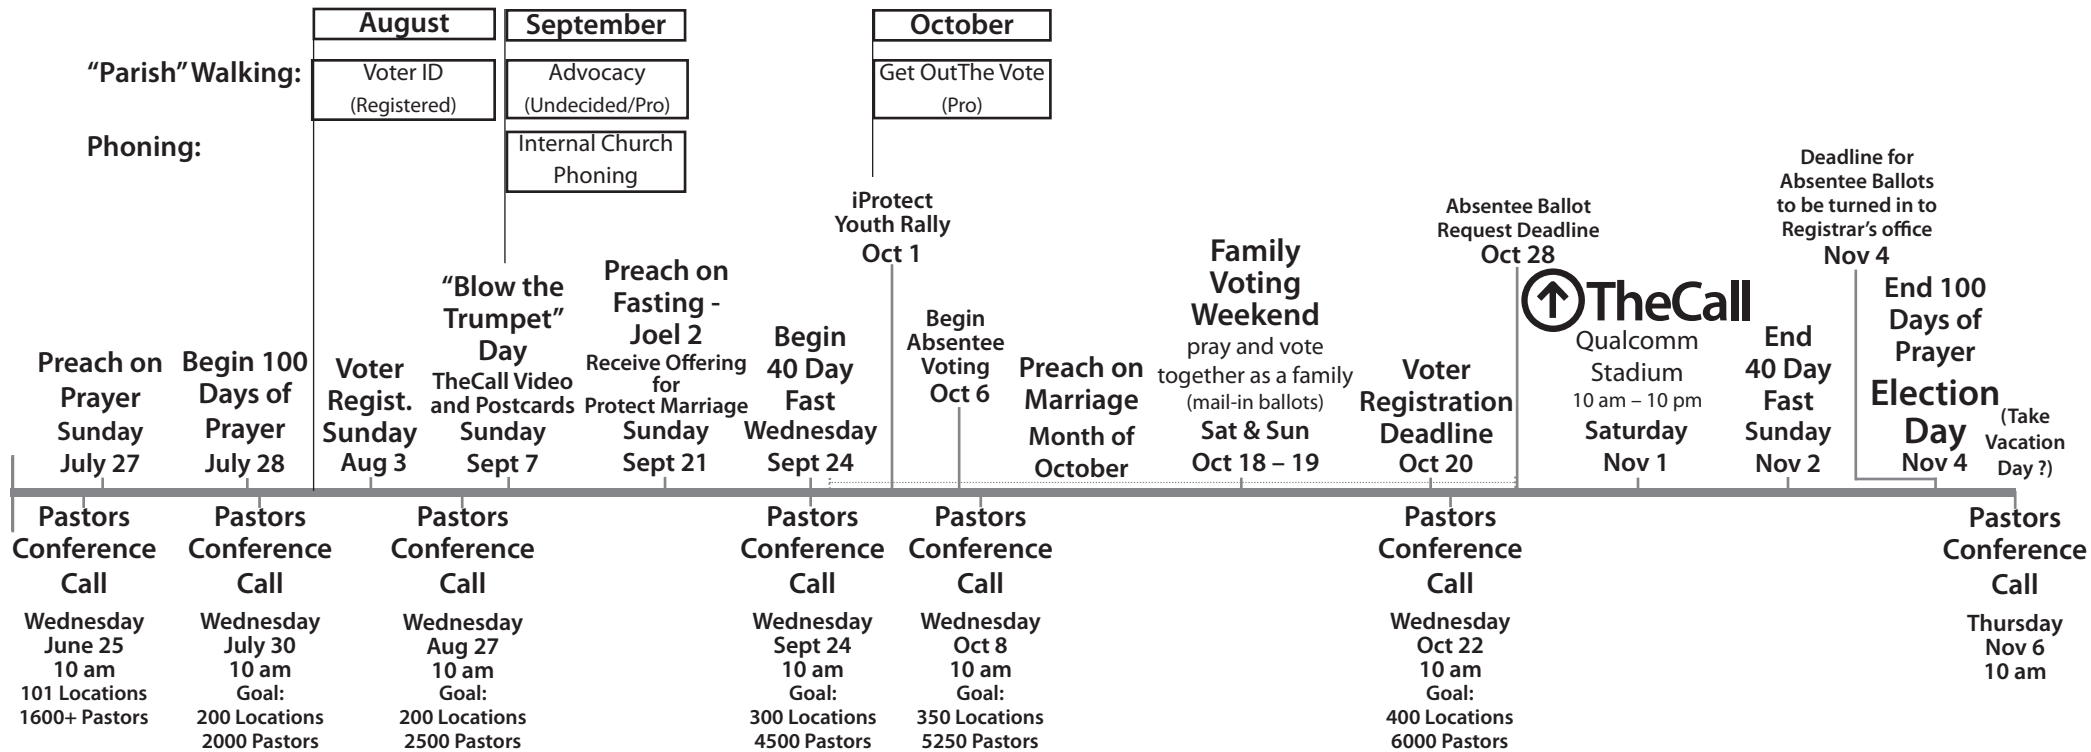 August
September
October
“Parish” Walking:
Voter ID
(Registered)
Advocacy
(Undecided/Pro)
Get OutThe Vote
(Pro)
Phoning:
Internal Church
Phoning
Preach on
Prayer
Sunday
July 27
Begin 100
Days of
Prayer
July 28
Voter
Regist.
Sunday
Aug 3
“Blow the
Trumpet”
Day
TheCall Video
and Postcards
Sunday
Sept 7
Preach on
Fasting -
Joel 2
Receive Offering
for
Protect Marriage
Sunday
Sept 21
Begin
40 Day
Fast
Wednesday
Sept 24
iProtect
Youth Rally
Oct 1
Begin
Absentee
Voting
Oct 6
Preach on
Marriage
Month of
October
Family
Voting
Weekend
pray and vote
together as a family
(mail-in ballots)
Sat & Sun
Oct 18 – 19
Voter
Registration
Deadline
Oct 20
Absentee Ballot
Request Deadline
Oct 28
TheCall
Qualcomm
Stadium
10 am – 10 pm
Saturday
Nov 1
End
40 Day
Fast
Sunday
Nov 2
Deadline for
Absentee Ballots
to be turned in to
Registrar’s office
Nov 4
End 100
Days of
Prayer
Election
Day
Nov 4
(Take
Vacation
Day ?)
Pastors
Conference
Call
Wednesday
June 25
10 am
101 Locations
1600+ Pastors
Pastors
Conference
Call
Wednesday
July 30
10 am
Goal:
200 Locations
2000 Pastors
Pastors
Conference
Call
Wednesday
Aug 27
10 am
Goal:
200 Locations
2500 Pastors
Pastors
Conference
Call
Wednesday
Sept 24
10 am
Goal:
300 Locations
4500 Pastors
Pastors
Conference
Call
Wednesday
Oct 8
10 am
Goal:
350 Locations
5250 Pastors
Pastors
Conference
Call
Wednesday
Oct 22
10 am
Goal:
400 Locations
6000 Pastors
Pastors
Conference
Call
Thursday
Nov 6
10 am